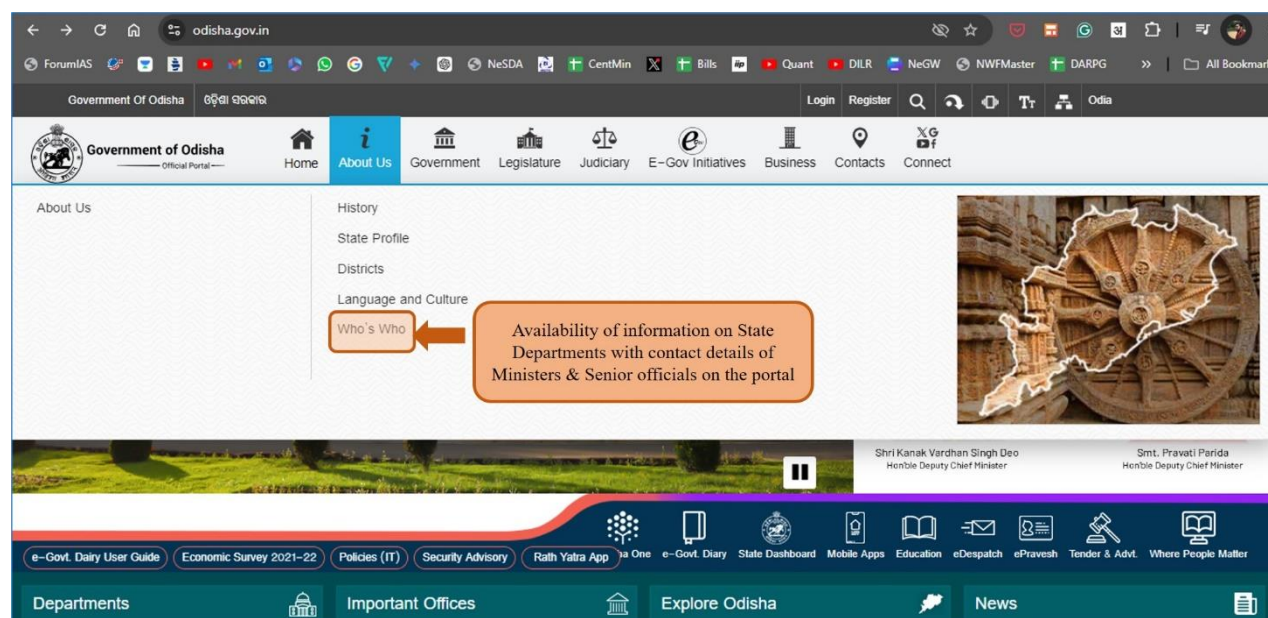 odisha.gov.in
ForumIAS NeSDA CentMin Bills iip Quant DILR NeGW NWFMaster DARPG » All Bookmar
Government Of Odisha ଓଡ଼ିଶା ସରକାର Login Register Odia
Government of Odisha
Official Portal
Home About Us Government Legislature Judiciary E-Gov Initiatives Business Contacts Connect
About Us
History
State Profile
Districts
Language and Culture
Who's Who
Availability of information on State
Departments with contact details of
Ministers & Senior officials on the portal
Shri Kanak Vardhan Singh Deo Smt. Pravati Parida
Hon'ble Deputy Chief Minister Hon'ble Deputy Chief Minister
e-Govt. Dairy User Guide Economic Survey 2021-22 Policies (IT) Security Advisory Rath Yatra App ha One e-Govt. Diary State Dashboard Mobile Apps Education eDespatch ePravesh Tender & Advt. Where People Matter
Departments Important Offices Explore Odisha News